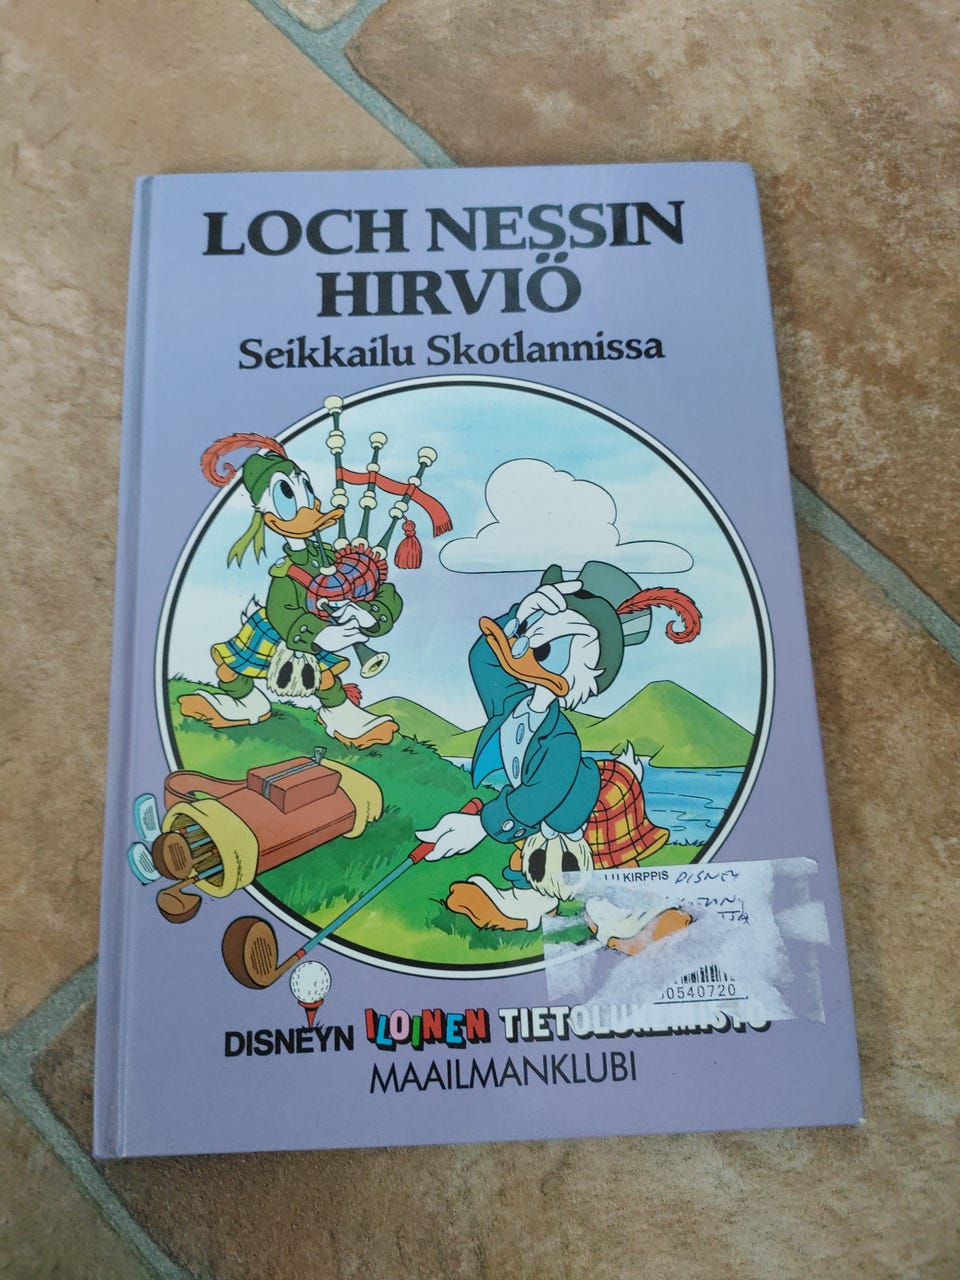 LOCH NESSIN
HIRVIÖ
Seikkailu Skotlannissa
KIRPPIS DISNEY
0540720
DISNEYN ILOINEN TIETOLUKEMISTO
MAAILMANKLUBI